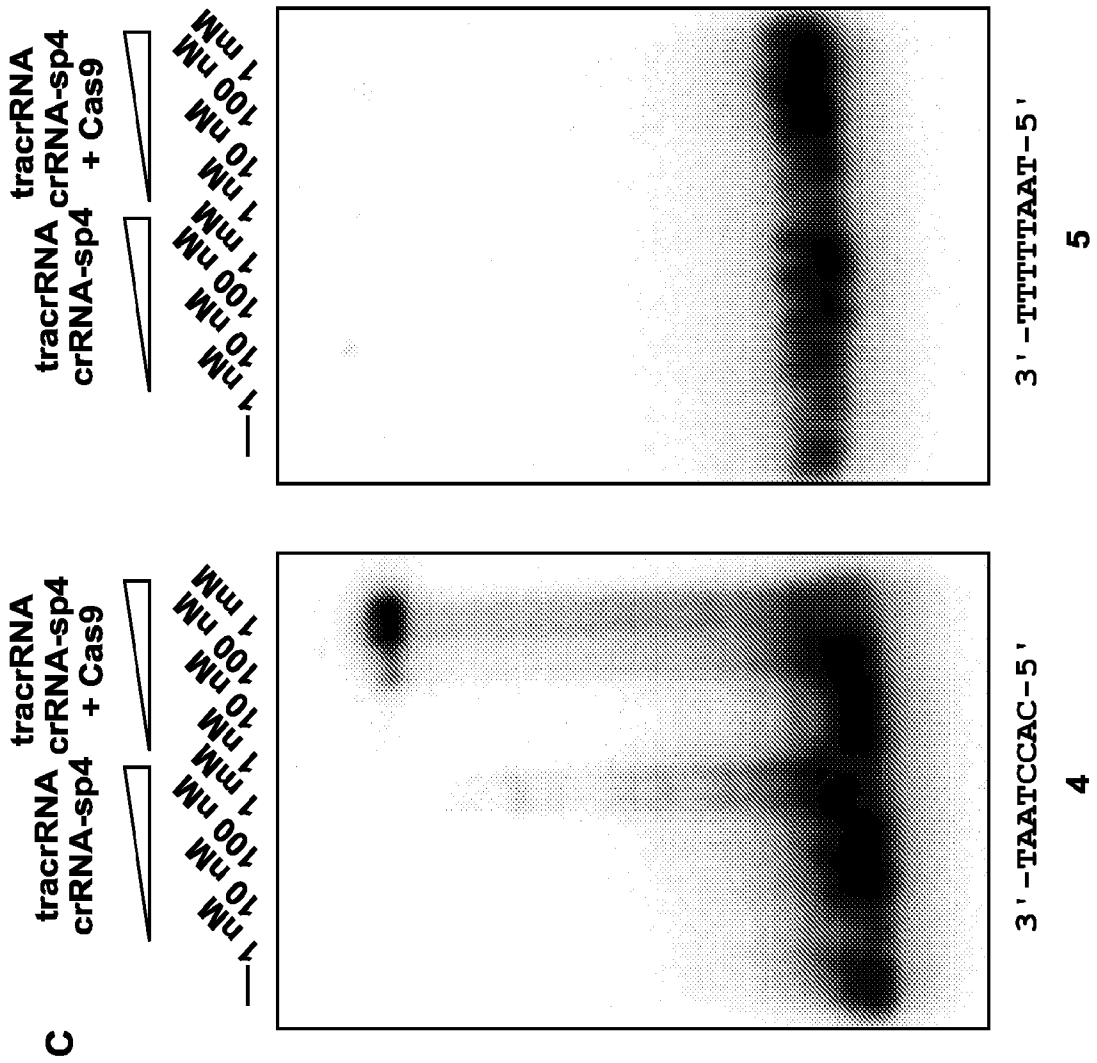 C
tracrRNA
crRNA-sp4
tracrRNA
crRNA-sp4
+ Cas9
— 1 nM 10 nM 100 nM 1 mM 1 nM 10 nM 100 nM 1 mM
3'-TAATCCAC-5'
4
tracrRNA
crRNA-sp4
tracrRNA
crRNA-sp4
+ Cas9
— 1 nM 10 nM 100 nM 1 mM 1 nM 10 nM 100 nM 1 mM
3'-TTTTTAAT-5'
5